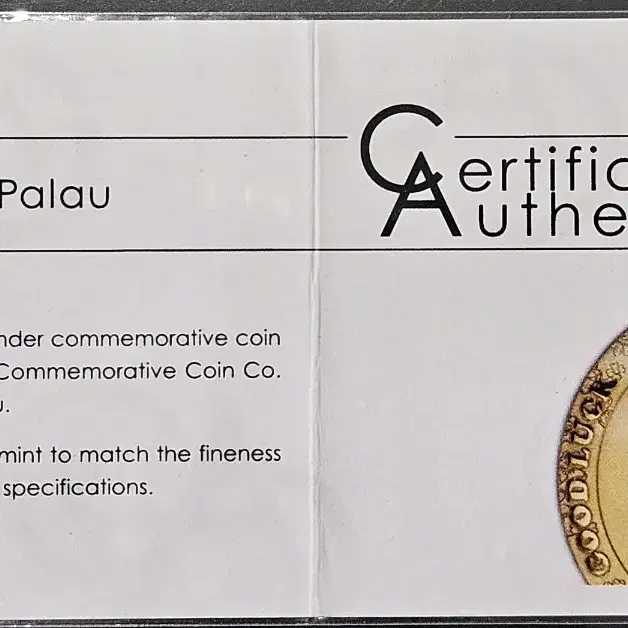 Palau
nder commemorative coin
Commemorative Coin Co.
mint to match the fineness
specifications.
Certific
Authe
GOOD LUCK